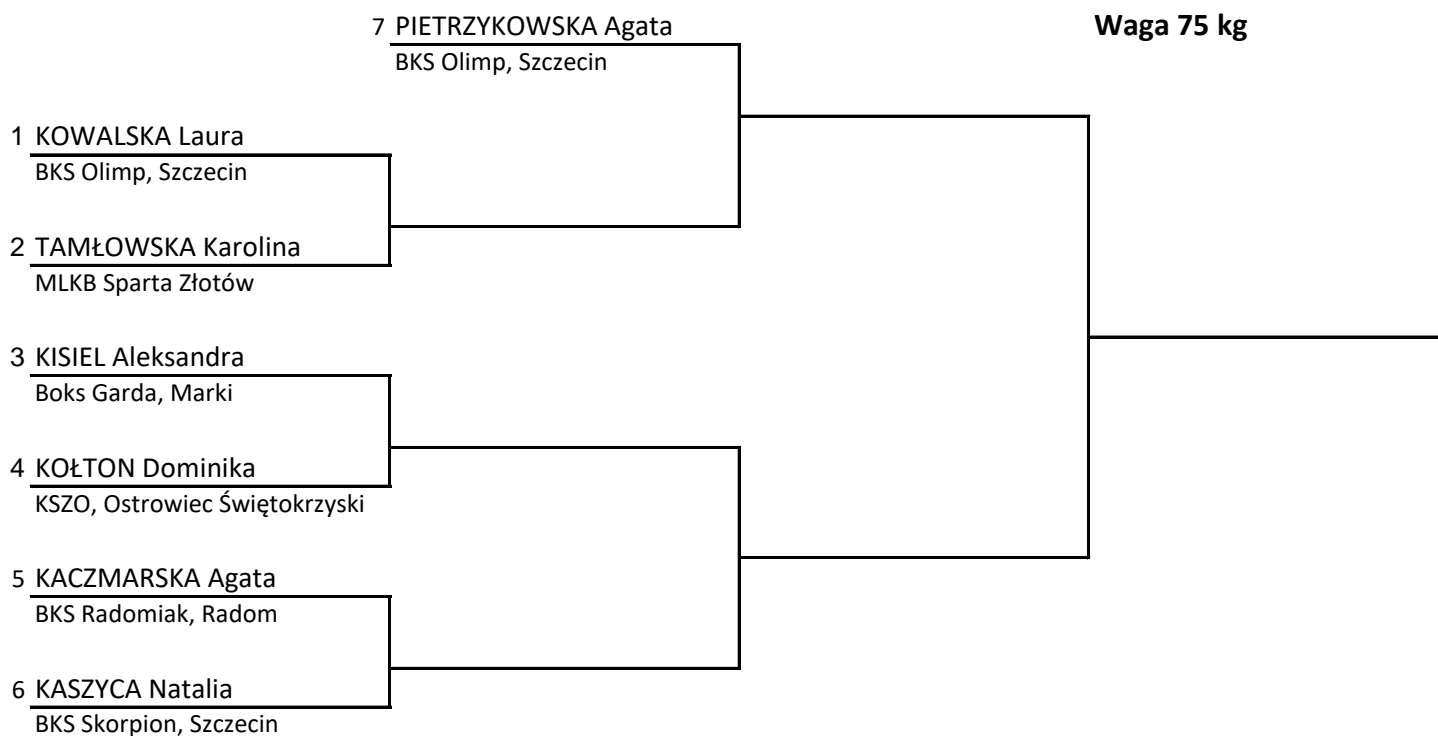 7 PIETRZYKOWSKA Agata
Waga 75 kg
BKS Olimp, Szczecin
1 KOWALSKA Laura
BKS Olimp, Szczecin
2 TAMŁOWSKA Karolina
MLKB Sparta Złotów
3 KISIEL Aleksandra
Boks Garda, Marki
4 KOŁTON Dominika
KSZO, Ostrowiec Świętokrzyski
5 KACZMARSKA Agata
BKS Radomiak, Radom
6 KASZYCA Natalia
BKS Skorpion, Szczecin